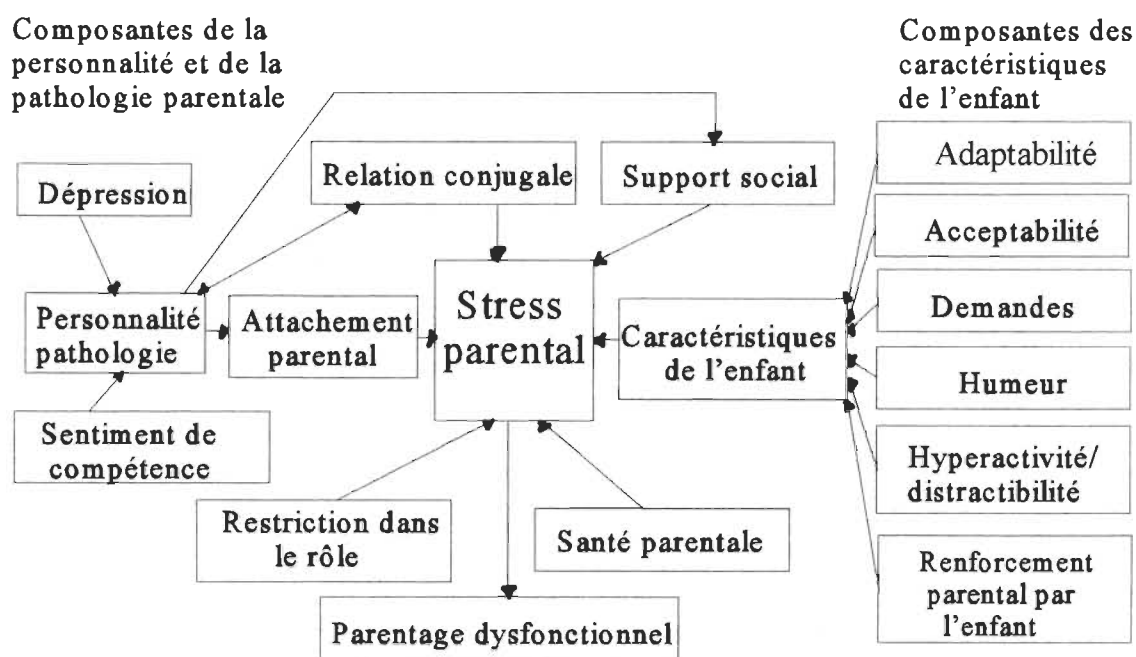 Composantes de la
personnalité et de la
pathologie parentale
Composantes des
caractéristiques
de l'enfant
Dépression
Relation conjugale
Support social
Adaptabilité
Acceptabilité
Personnalité
pathologie
Attachement
parental
Stress
parental
Caractéristiques
de l'enfant
Demandes
Humeur
Sentiment de
compétence
Hyperactivité/
distractibilité
Restriction dans
le rôle
Santé parentale
Renforcement
parental par
l'enfant
Parentage dysfonctionnel